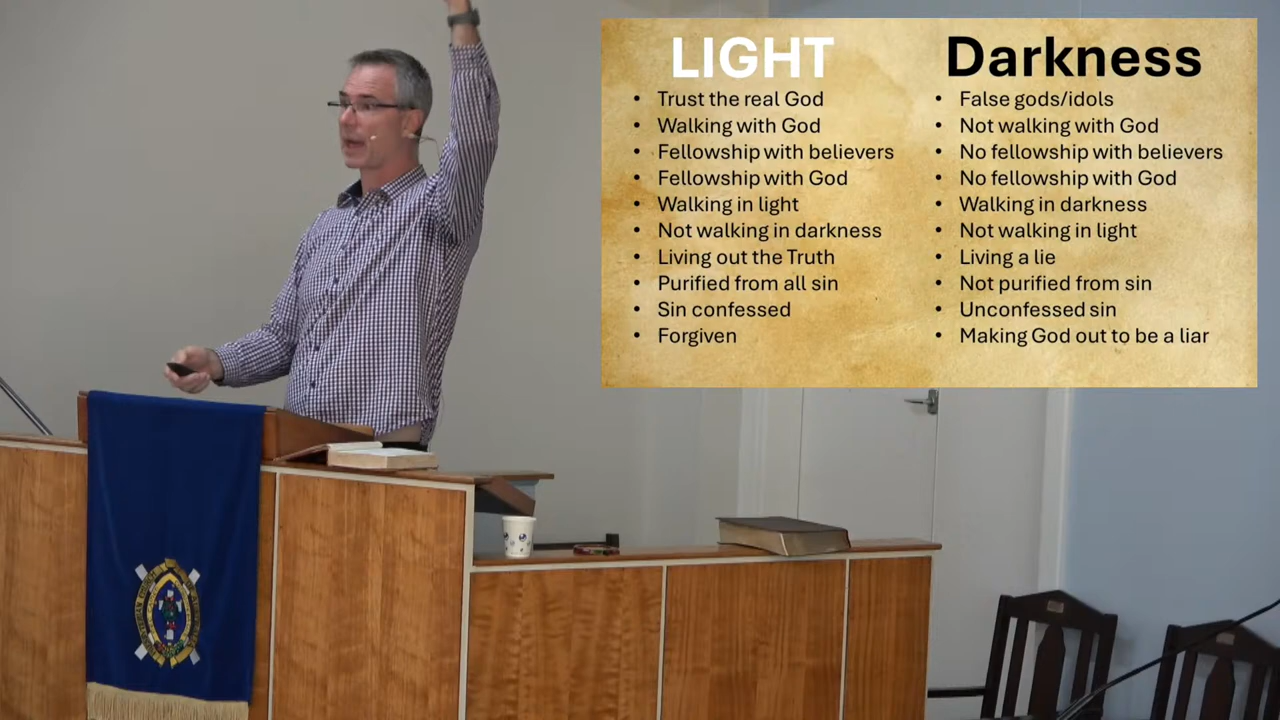 LIGHT
• Trust the real God
• Walking with God
• Fellowship with believers
• Fellowship with God
• Walking in light
• Not walking in darkness
• Living out the Truth
• Purified from all sin
• Sin confessed
• Forgiven
Darkness
• False gods/idols
• Not walking with God
• No fellowship with believers
• No fellowship with God
• Walking in darkness
• Not walking in light
• Living a lie
• Not purified from sin
• Unconfessed sin
• Making God out to be a liar